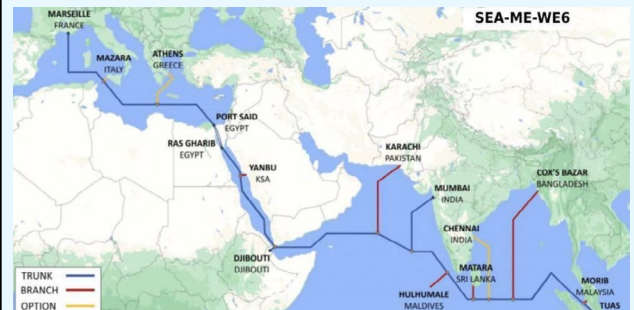 SEA-ME-WE6
MARSEILLE
FRANCE
MAZARA
ITALY
ATHENS
GREECE
PORT SAID
EGYPT
RAS GHARIB
EGYPT
YANBU
KSA
KARACHI
PAKISTAN
MUMBAI
INDIA
COX'S BAZAR
BANGLADESH
CHENNAI
INDIA
DJIBOUTI
DJIBOUTI
MATARA
SRI LANKA
HULHUMALE
MALDIVES
MORIB
MALAYSIA
TUAS
TRUNK
BRANCH
OPTION